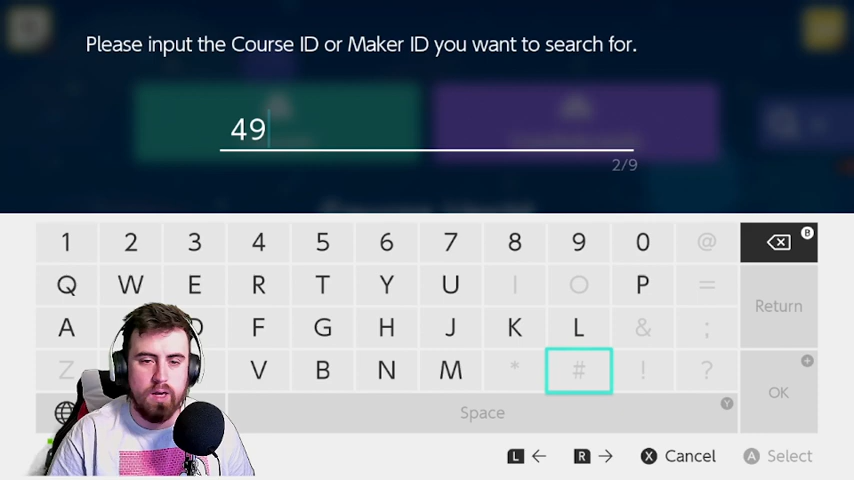 Please input the Course ID or Maker ID you want to search for.
49
2/9
1 2 3 4 5 6 7 8 9 0 @ B
Q W E R T Y U I O P = Return
A D F G H J K L & ; +
Z V B N M * # ! ? OK
Space Y
L ← R → X Cancel A Select